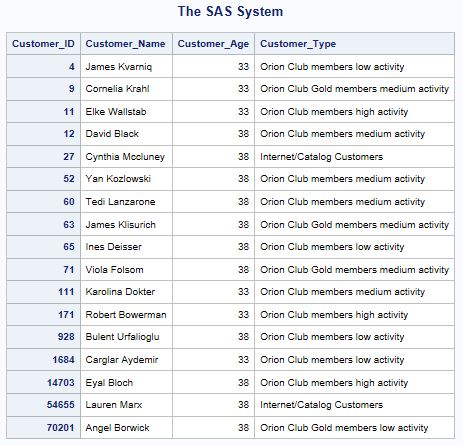 The SAS System
Customer_ID Customer_Name Customer_Age Customer_Type
4 James Kvarniq 33 Orion Club members low activity
9 Cornelia Krahl 33 Orion Club Gold members medium activity
11 Elke Wallstab 33 Orion Club members high activity
12 David Black 38 Orion Club members medium activity
27 Cynthia Mccluney 38 Internet/Catalog Customers
52 Yan Kozlowski 38 Orion Club members medium activity
60 Tedi Lanzarone 38 Orion Club members medium activity
63 James Klisurich 38 Orion Club Gold members medium activity
65 Ines Deisser 38 Orion Club members low activity
71 Viola Folsom 38 Orion Club Gold members medium activity
111 Karolina Dokter 33 Orion Club members medium activity
171 Robert Bowerman 33 Orion Club members high activity
928 Bulent Urfalioglu 38 Orion Club members low activity
1684 Carglar Aydemir 33 Orion Club members low activity
14703 Eyal Bloch 38 Orion Club members high activity
54655 Lauren Marx 38 Internet/Catalog Customers
70201 Angel Borwick 38 Orion Club Gold members low activity